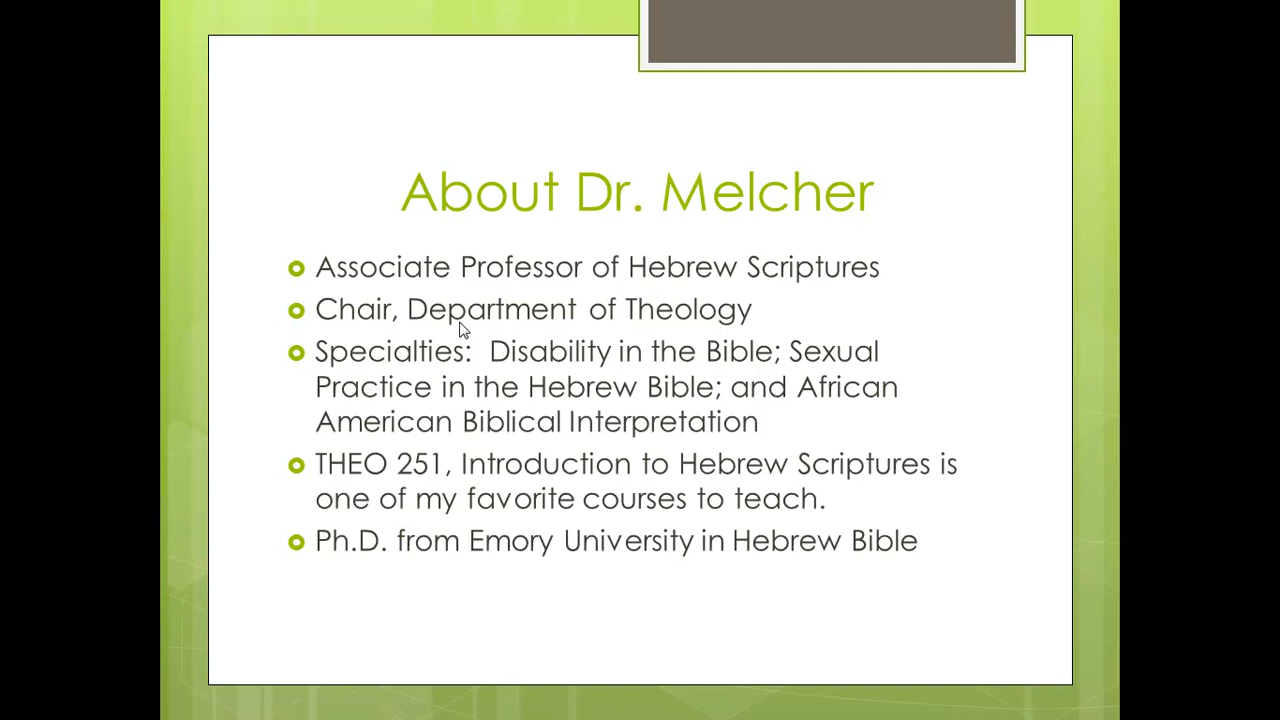 About Dr. Melcher
Associate Professor of Hebrew Scriptures
Chair, Department of Theology
Specialties:  Disability in the Bible; Sexual
Practice in the Hebrew Bible; and African
American Biblical Interpretation
THEO 251, Introduction to Hebrew Scriptures is
one of my favorite courses to teach.
Ph.D. from Emory University in Hebrew Bible